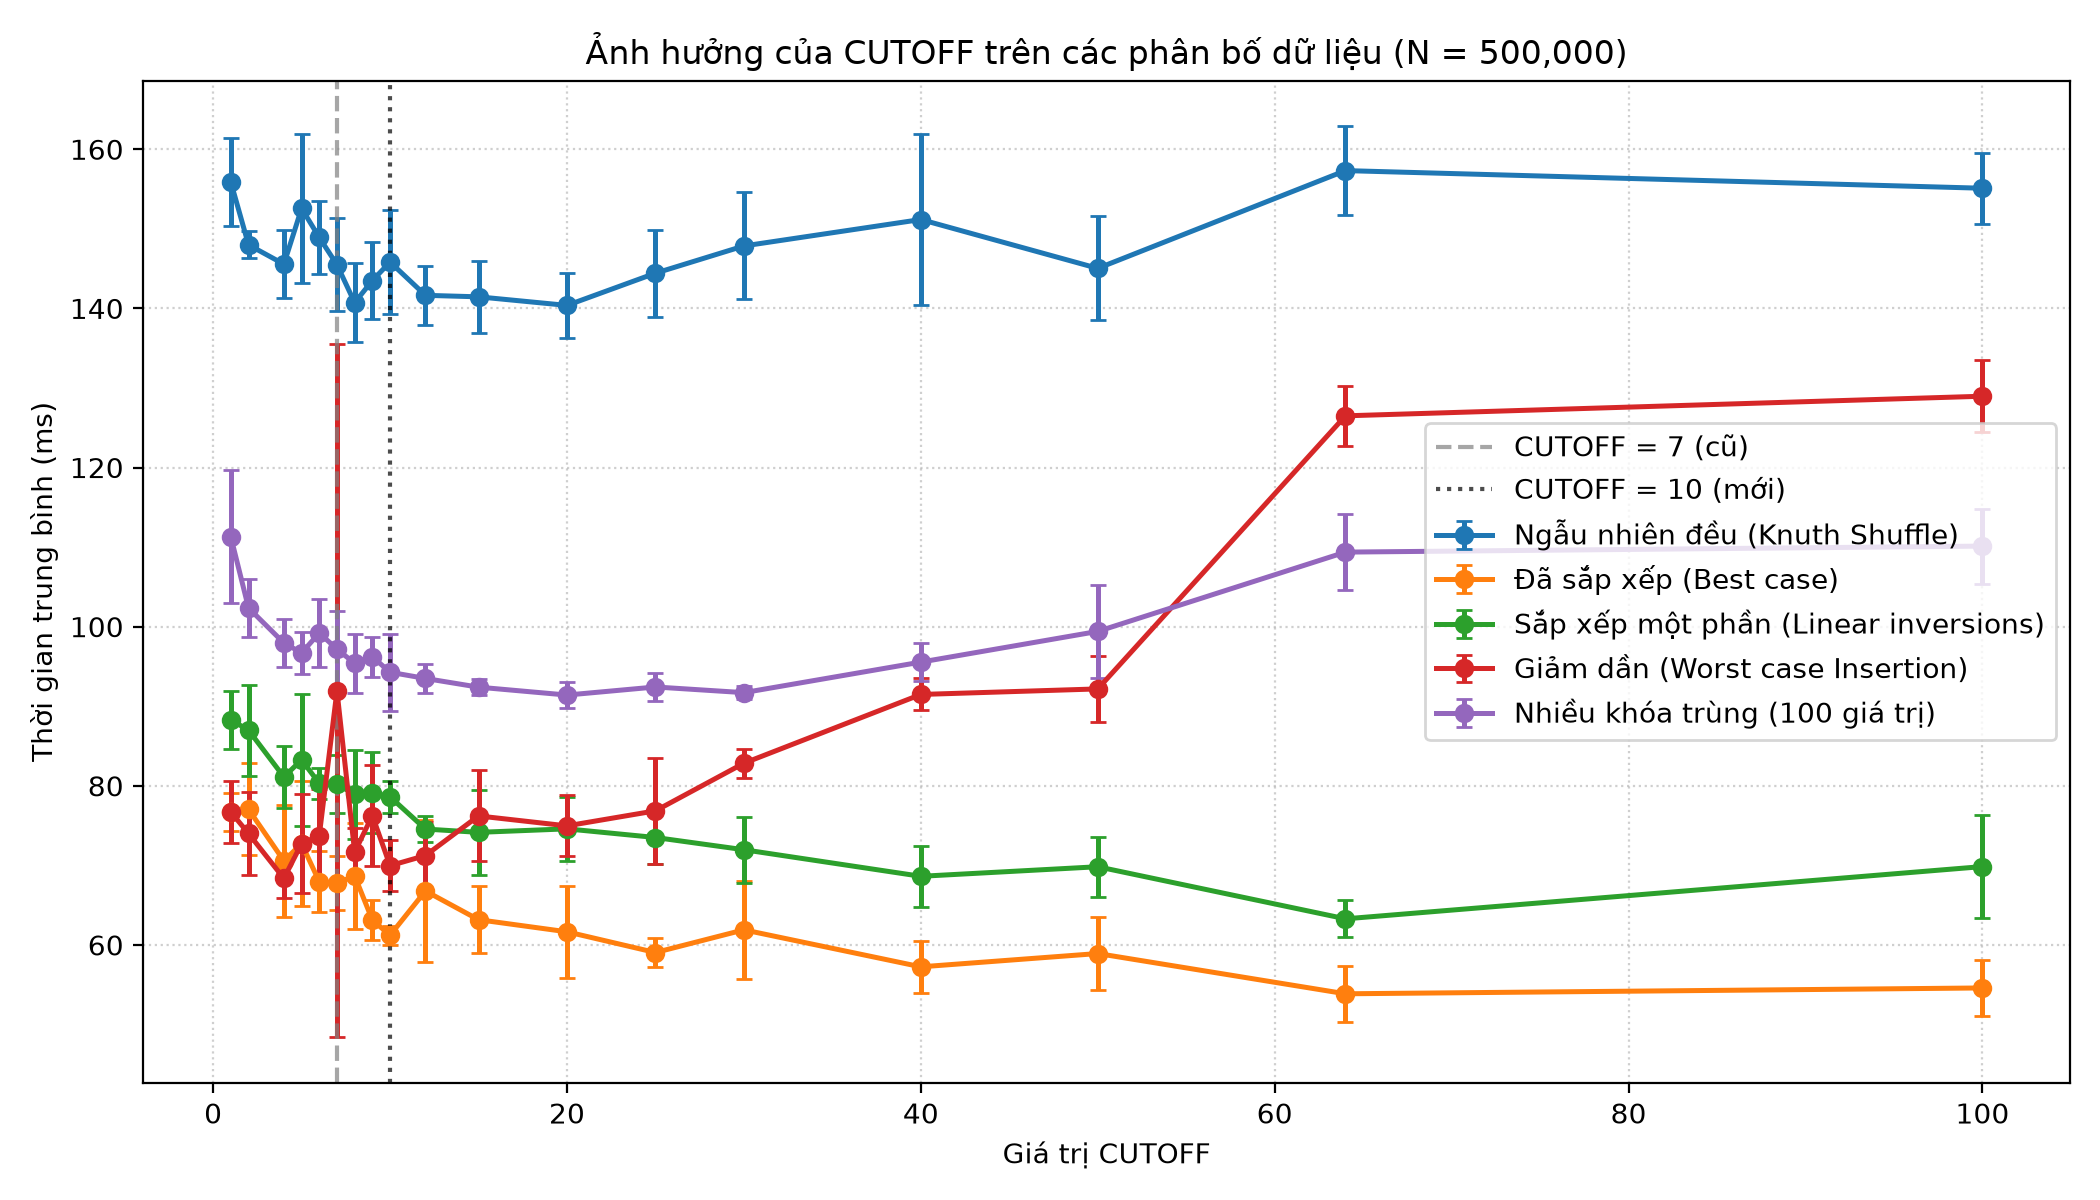 Ảnh hưởng của CUTOFF trên các phân bố dữ liệu (N = 500,000)
Thời gian trung bình (ms)
160
140
120
100
80
60
CUTOFF = 7 (cũ)
CUTOFF = 10 (mới)
Ngẫu nhiên đều (Knuth Shuffle)
Đã sắp xếp (Best case)
Sắp xếp một phần (Linear inversions)
Giảm dần (Worst case Insertion)
Nhiều khóa trùng (100 giá trị)
0
20
40
60
80
100
Giá trị CUTOFF